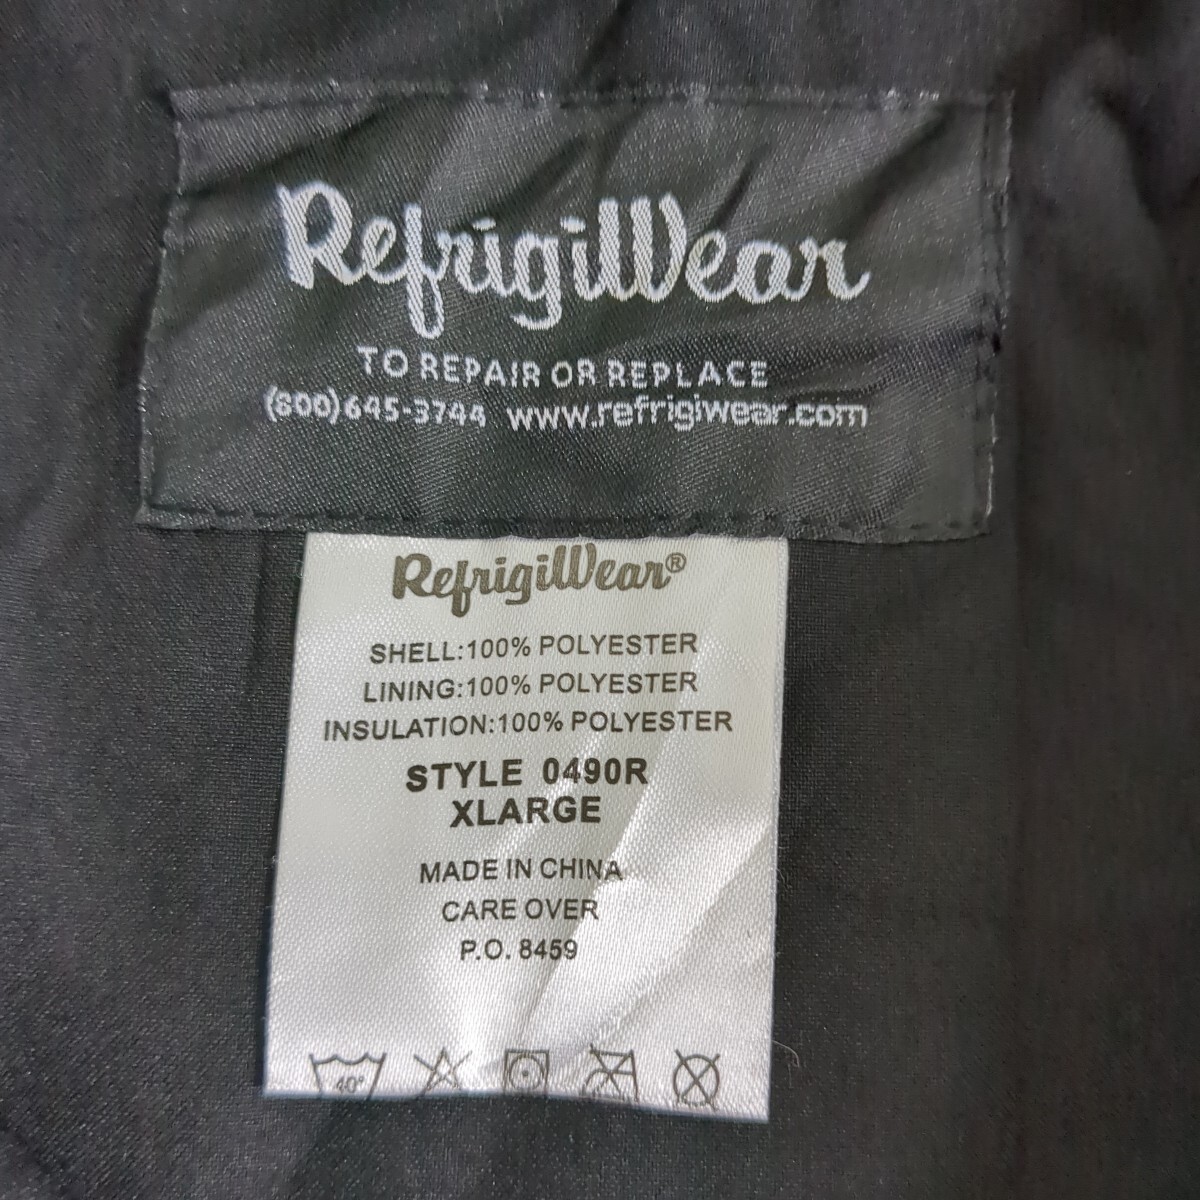 RefrigiWear
TO REPAIR OR REPLACE
(800)645-3744 www.refrigiwear.com
RefrigiWear®
SHELL:100% POLYESTER
LINING:100% POLYESTER
INSULATION:100% POLYESTER
STYLE 0490R
XLARGE
MADE IN CHINA
CARE OVER
P.O. 8459
40°